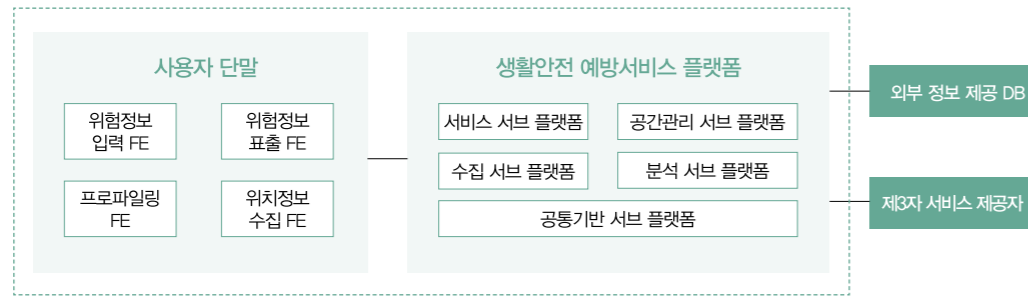 사용자 단말
위험정보
입력 FE
위험정보
표출 FE
프로파일링
FE
위치정보
수집 FE
생활안전 예방서비스 플랫폼
서비스 서브 플랫폼
공간관리 서브 플랫폼
수집 서브 플랫폼
분석 서브 플랫폼
공통기반 서브 플랫폼
외부 정보 제공 DB
제3자 서비스 제공자